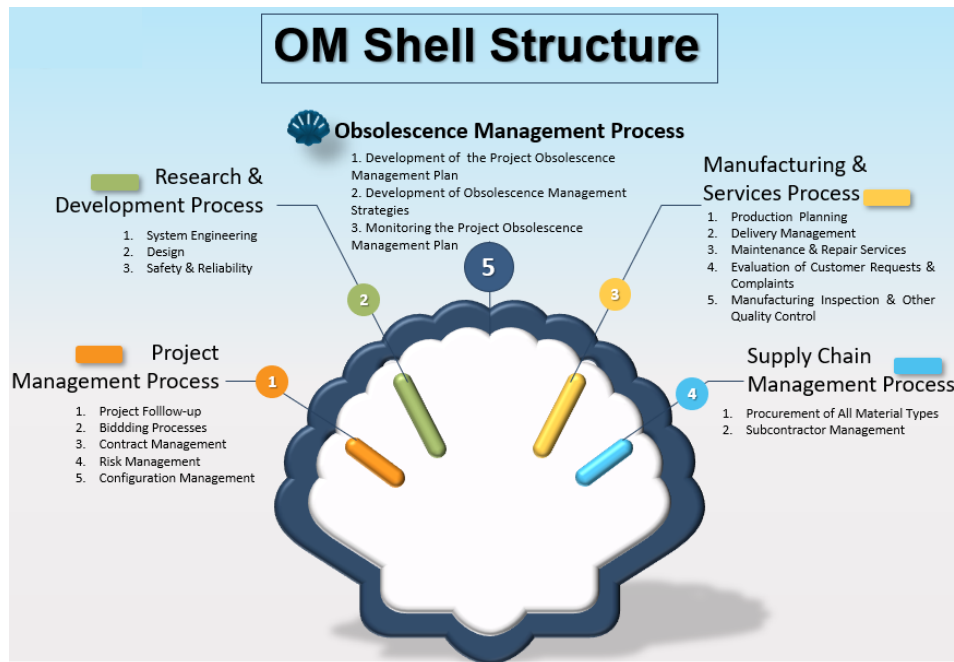 OM Shell Structure
Obsolescence Management Process
1. Development of the Project Obsolescence
Management Plan
2. Development of Obsolescence Management
Strategies
3. Monitoring the Project Obsolescence
Management Plan
5
Research &
Development Process
1. System Engineering
2. Design
3. Safety & Reliability
2
Manufacturing &
Services Process
1. Production Planning
2. Delivery Management
3. Maintenance & Repair Services
4. Evaluation of Customer Requests &
Complaints
5. Manufacturing Inspection & Other
Quality Control
3
Project
Management Process
1. Project Folllow-up
2. Biddding Processes
3. Contract Management
4. Risk Management
5. Configuration Management
1
Supply Chain
Management Process
1. Procurement of All Material Types
2. Subcontractor Management
4